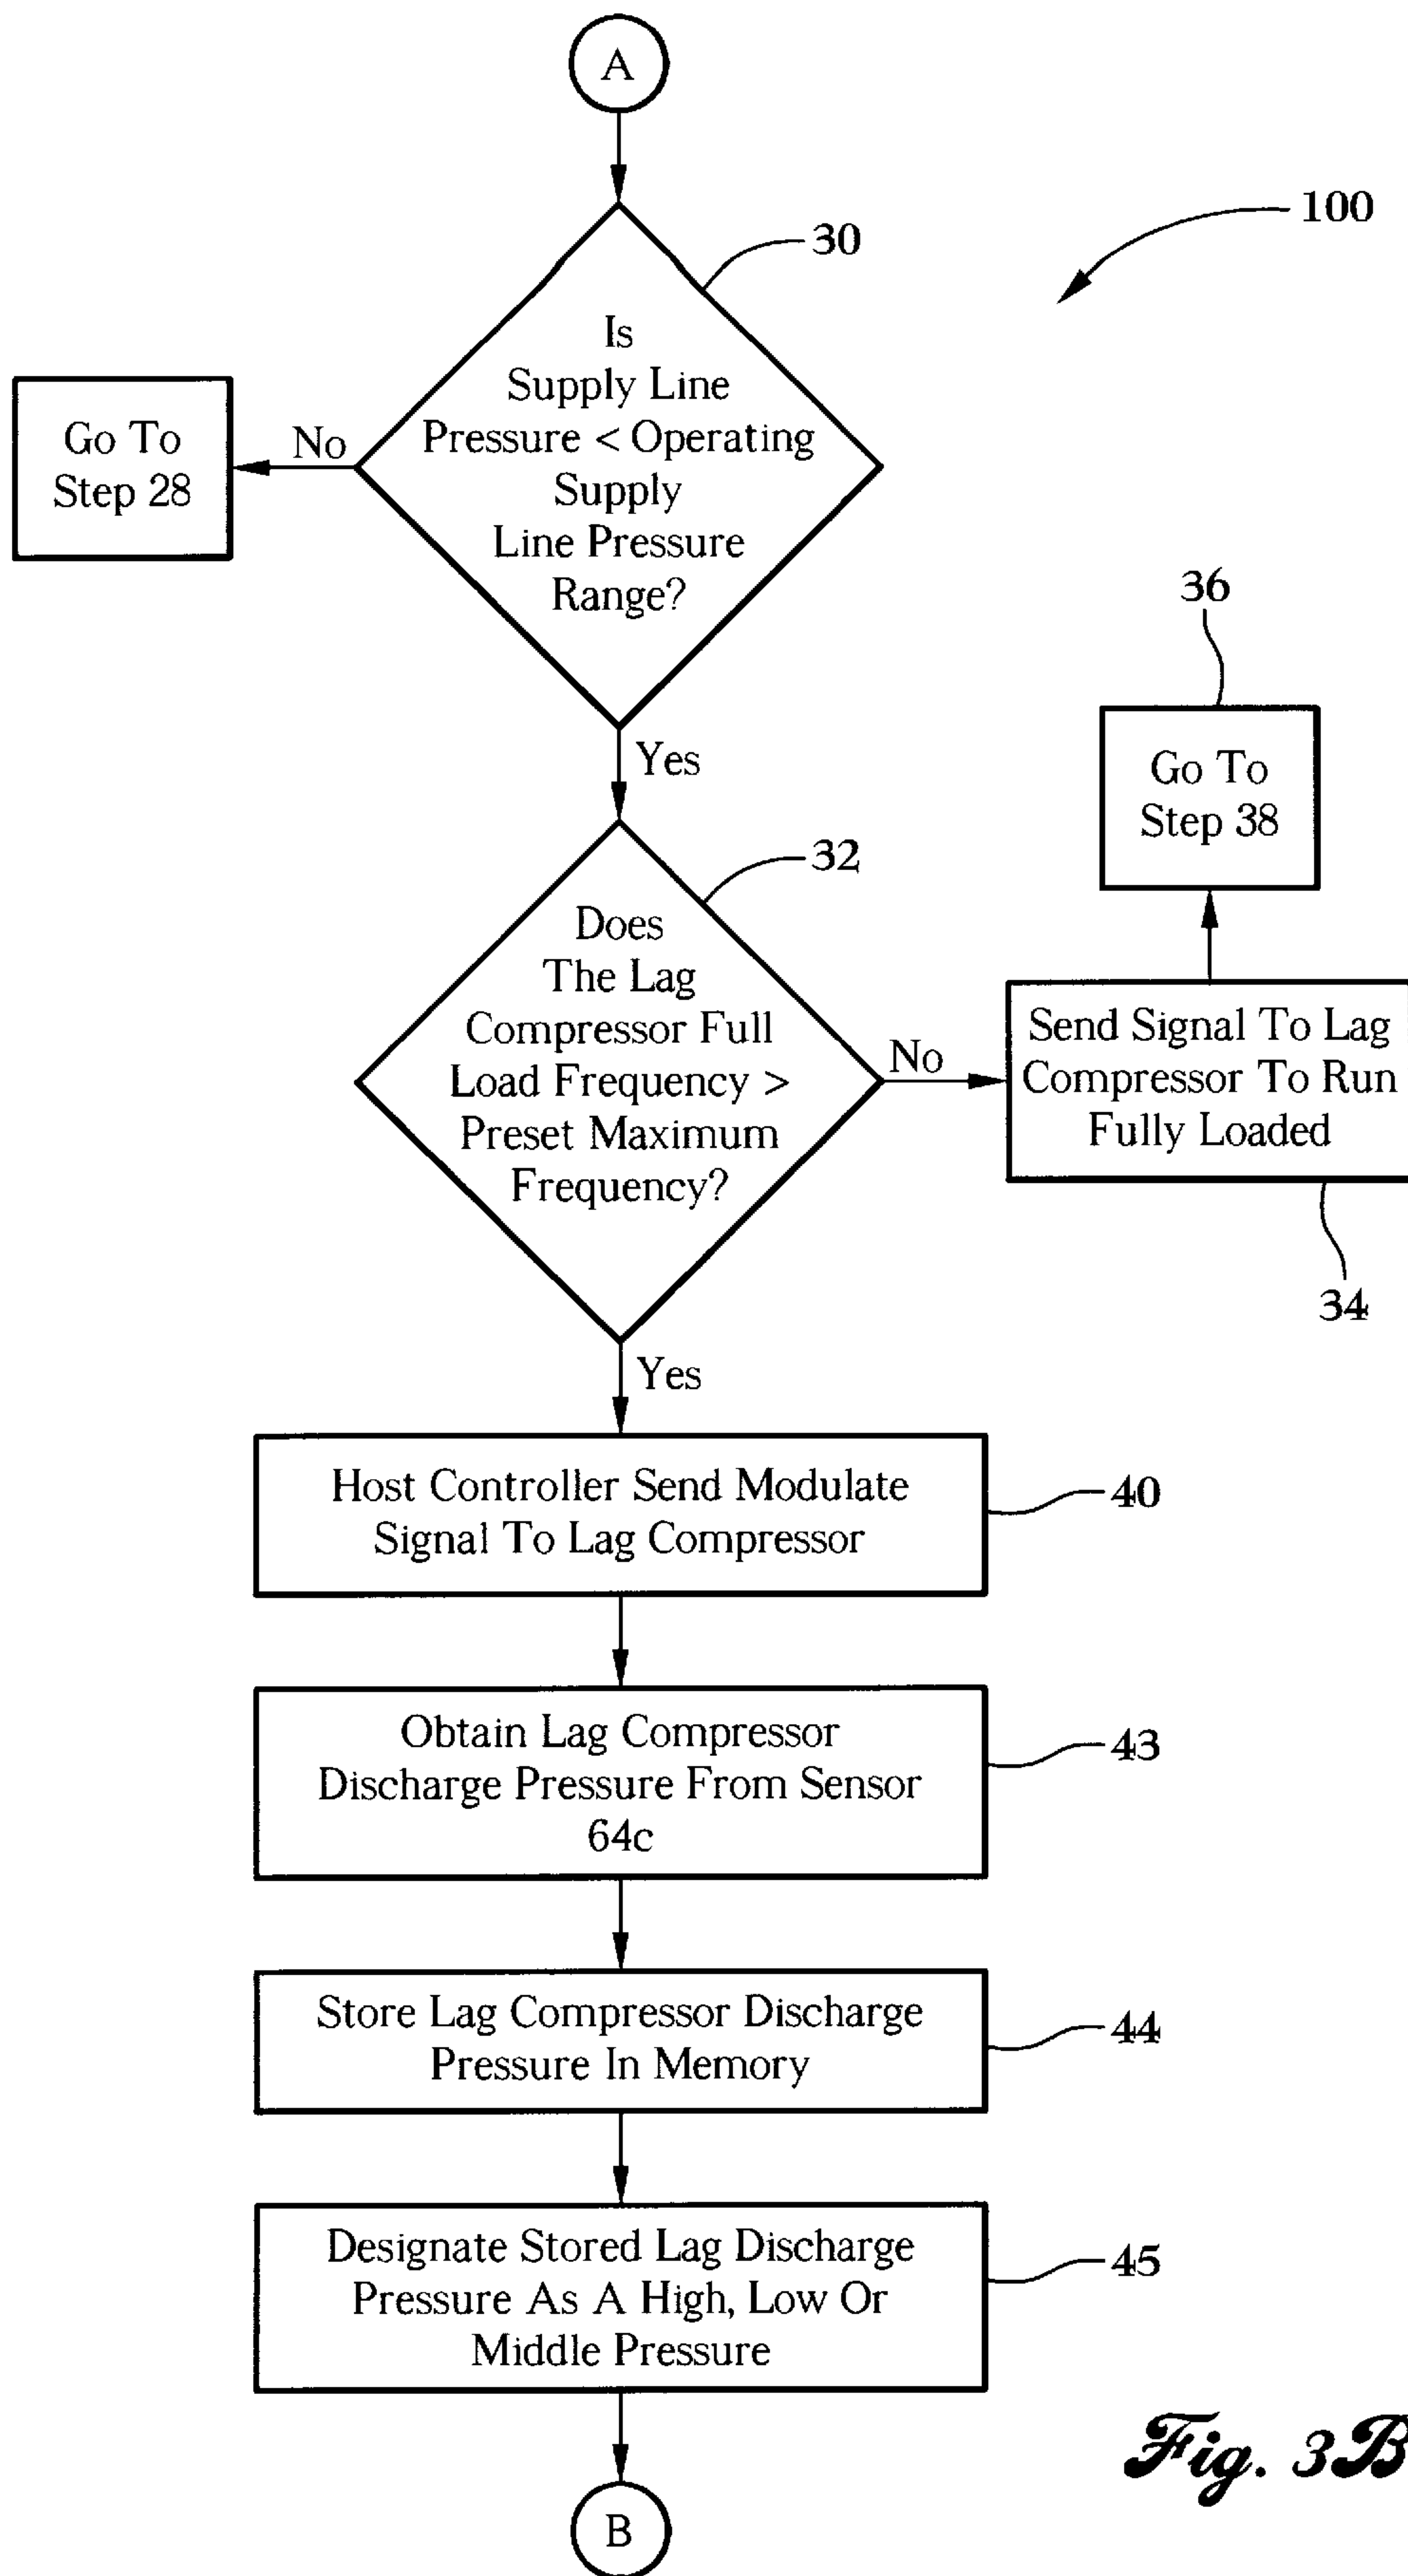 A
100
30
Is
Supply Line
Pressure < Operating
Supply
Line Pressure
Range?
No
Go To
Step 28
Yes
36
Go To
Step 38
32
Does
The Lag
Compressor Full
Load Frequency >
Preset Maximum
Frequency?
No
Send Signal To Lag
Compressor To Run
Fully Loaded
34
Yes
Host Controller Send Modulate
Signal To Lag Compressor
40
Obtain Lag Compressor
Discharge Pressure From Sensor
64c
43
Store Lag Compressor Discharge
Pressure In Memory
44
Designate Stored Lag Discharge
Pressure As A High, Low Or
Middle Pressure
45
B
Fig. 3B